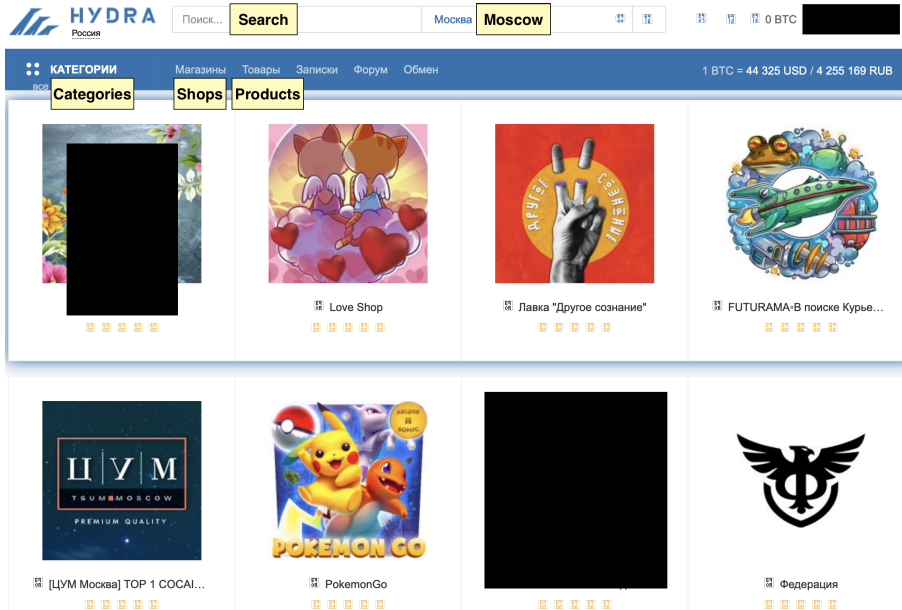 HYDRA
Россия
Поиск... Search Москва Moscow 0 BTC
КАТЕГОРИИ Магазины Товары Записки Форум Обмен 1 BTC = 44 325 USD / 4 255 169 RUB
все Categories Shops Products
ДРУГОЕ СОЗНАНИЕ
Love Shop
Лавка "Другое сознание"
FUTURAMA-В поиске Курье...
ЦУМ
TSUM MOSCOW
PREMIUM QUALITY
АКЦИЯ
БОНУС
POKEMON GO
[ЦУМ Москва] TOP 1 COCAI...
PokemonGo
Федерация